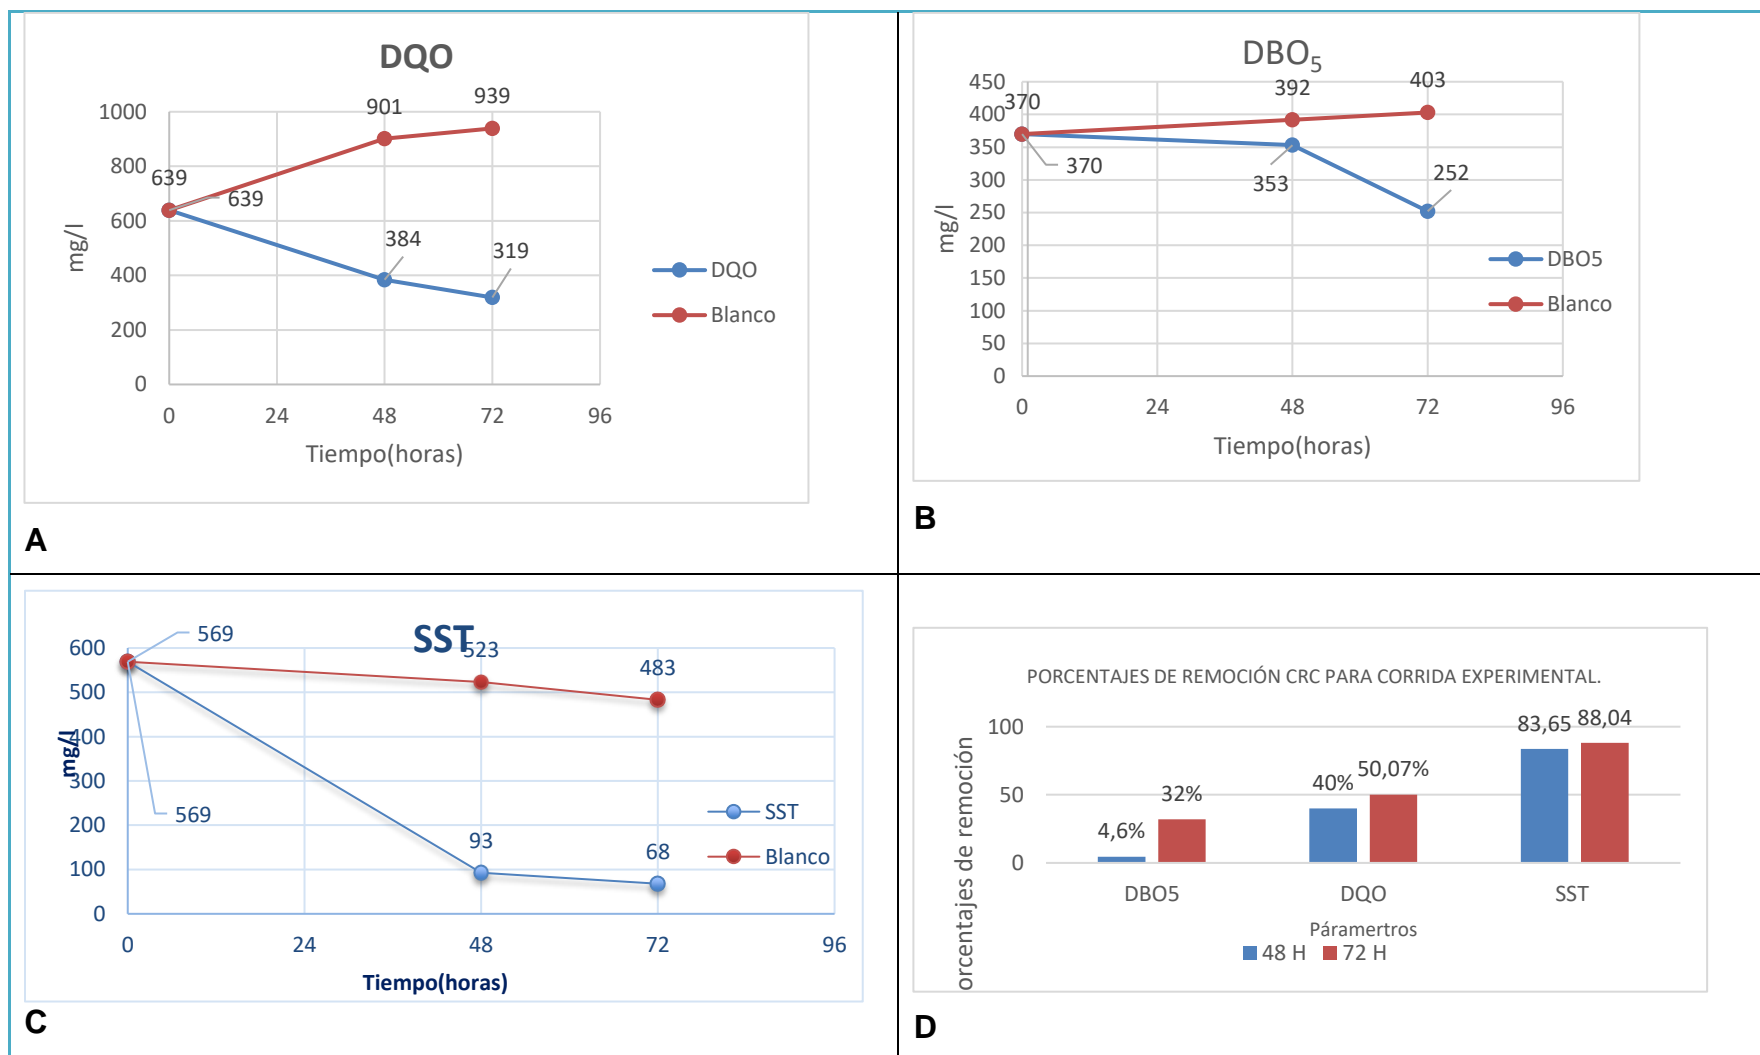 DQO
1000
800
600
400
200
0
mg/l
639
639
901
939
384
319
0 24 48 72 96
Tiempo(horas)
DQO
Blanco
A
DBO5
450
400
350
300
250
200
150
100
50
0
mg/l
370
370
392
403
353
252
0 24 48 72 96
Tiempo(horas)
DBO5
Blanco
B
SST
600
500
400
300
200
100
0
mg/l
569
569
523
483
93
68
0 24 48 72 96
Tiempo(horas)
SST
Blanco
C
PORCENTAJES DE REMOCIÓN CRC PARA CORRIDA EXPERIMENTAL.
orcentajes de remoción
100
50
0
4,6%
32%
40%
50,07%
83,65
88,04
DBO5 DQO SST
Páramertros
48 H 72 H
D